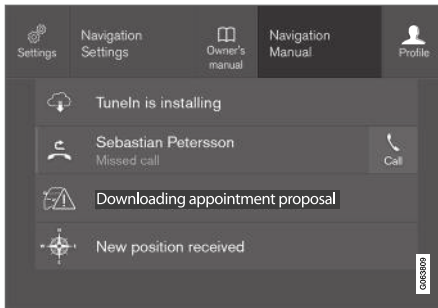 Settings
Navigation
Settings
Owner's
manual
Navigation
Manual
Profile
TuneIn is installing
Sebastian Petersson
Missed call
Call
Downloading appointment proposal
New position received
G063809